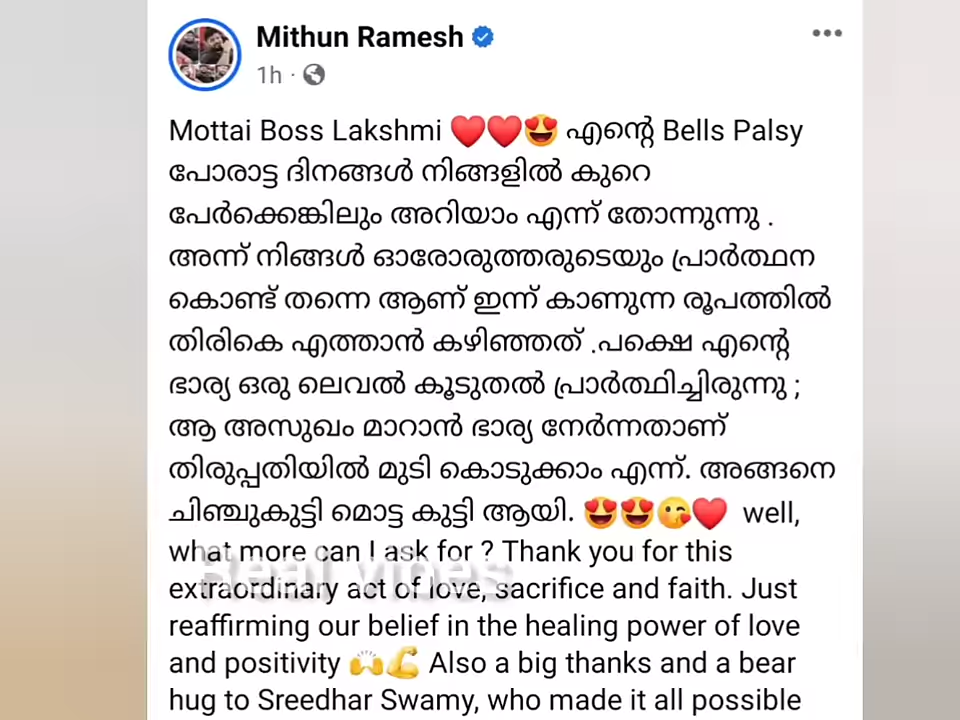 Mithun Ramesh
1h ·
Mottai Boss Lakshmi ❤️❤️😍 എന്റെ Bells Palsy
പോരാട്ട ദിനങ്ങൾ നിങ്ങളിൽ കുറെ
പേർക്കെങ്കിലും അറിയാം എന്ന് തോന്നുന്നു .
അന്ന് നിങ്ങൾ ഓരോരുത്തരുടെയും പ്രാർത്ഥന
കൊണ്ട് തന്നെ ആണ് ഇന്ന് കാണുന്ന രൂപത്തിൽ
തിരികെ എത്താൻ കഴിഞ്ഞത് .പക്ഷെ എന്റെ
ഭാര്യ ഒരു ലെവൽ കൂടുതൽ പ്രാർത്ഥിച്ചിരുന്നു ;
ആ അസുഖം മാറാൻ ഭാര്യ നേർന്നതാണ്
തിരുപ്പതിയിൽ മുടി കൊടുക്കാം എന്ന്. അങ്ങനെ
ചിഞ്ചുകുട്ടി മൊട്ട കുട്ടി ആയി. 😍😍😘❤️ well,
what more can I ask for ? Thank you for this
Real vibes
extraordinary act of love, sacrifice and faith. Just
reaffirming our belief in the healing power of love
and positivity 🙌💪 Also a big thanks and a bear
hug to Sreedhar Swamy, who made it all possible